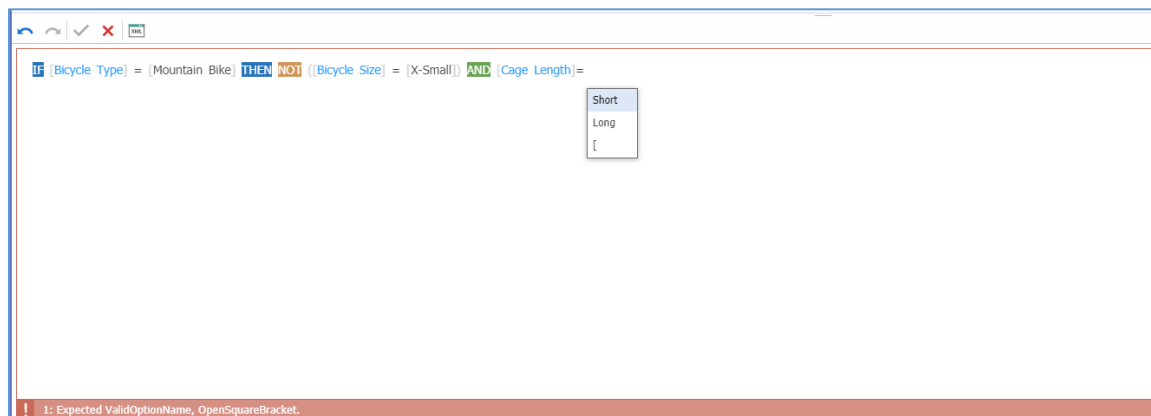 XML
IF [Bicycle Type] = [Mountain Bike] THEN NOT ([Bicycle Size] = [X-Small]) AND [Cage Length]=
Short
Long
[
! 1: Expected ValidOptionName, OpenSquareBracket.